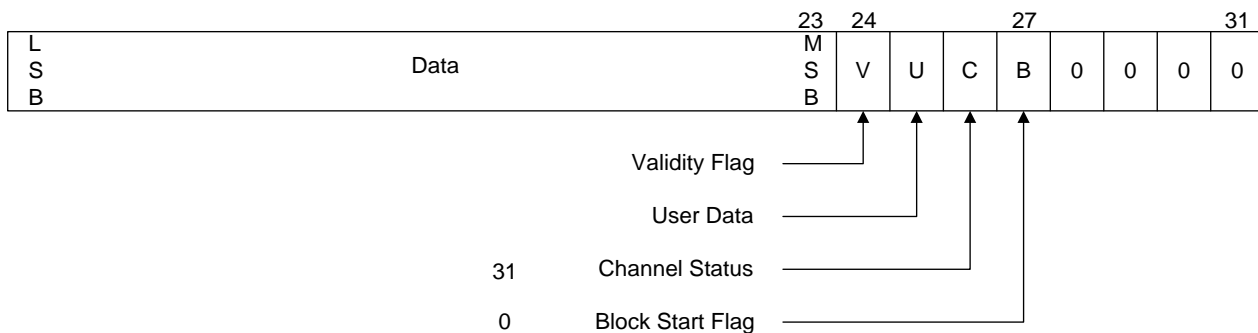 23 24 27 31
L S B Data M S B V U C B 0 0 0 0
Validity Flag
User Data
31 Channel Status
0 Block Start Flag